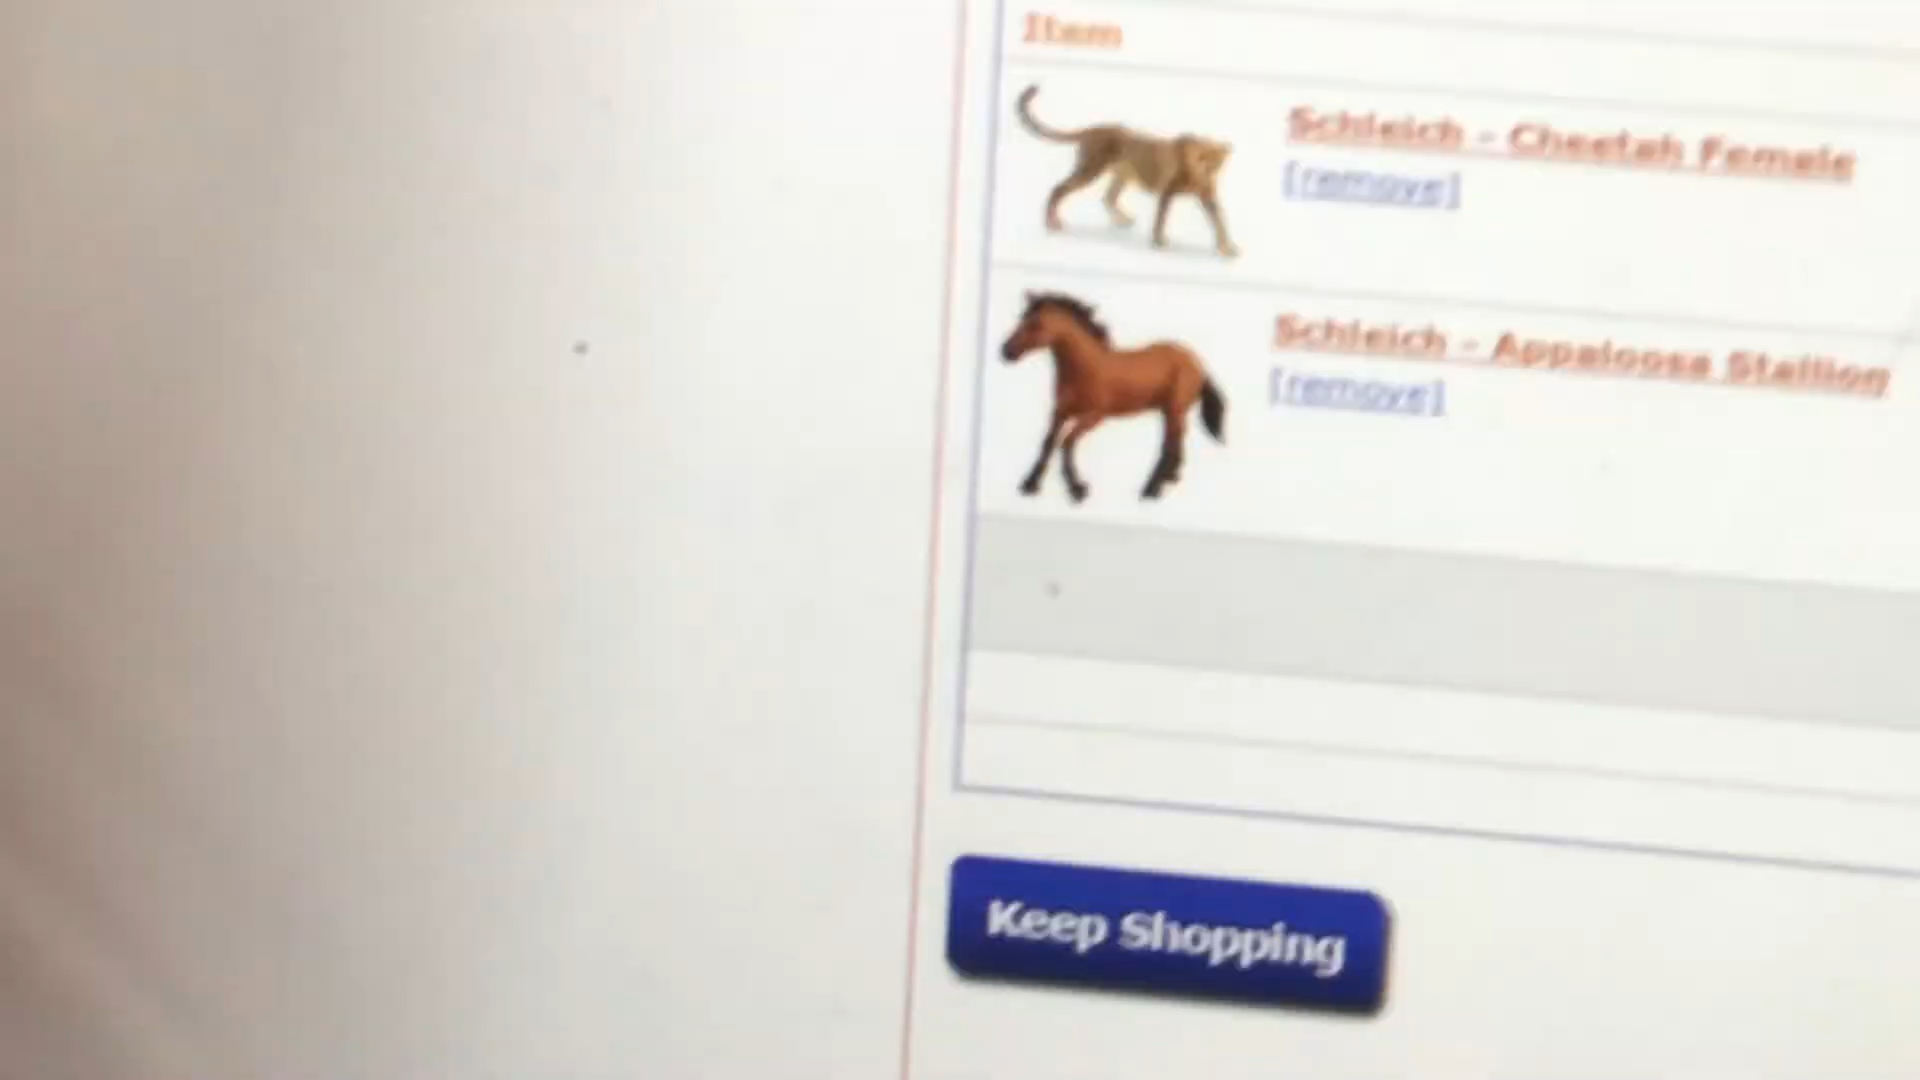 Item
Schleich - Cheetah Female
[remove]
Schleich - Appaloosa Stallion
[remove]
Keep Shopping